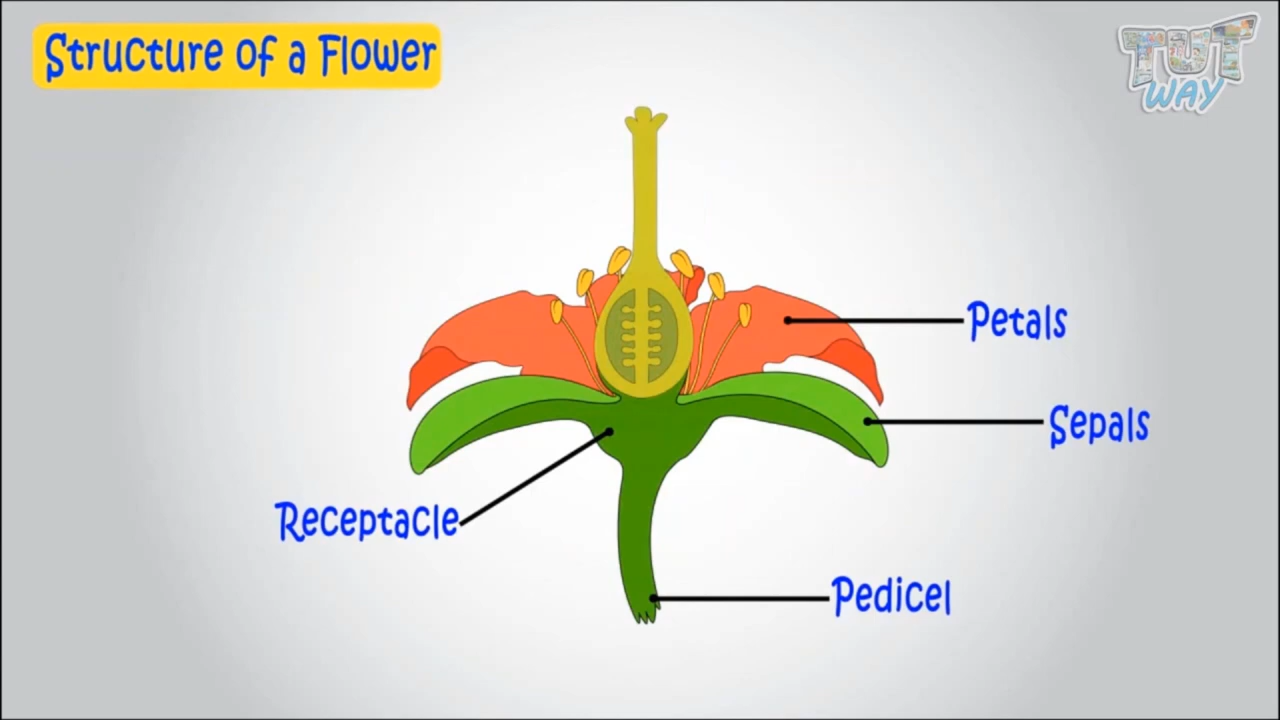 Structure of a Flower
TUT
WAY
Petals
Sepals
Receptacle
Pedicel